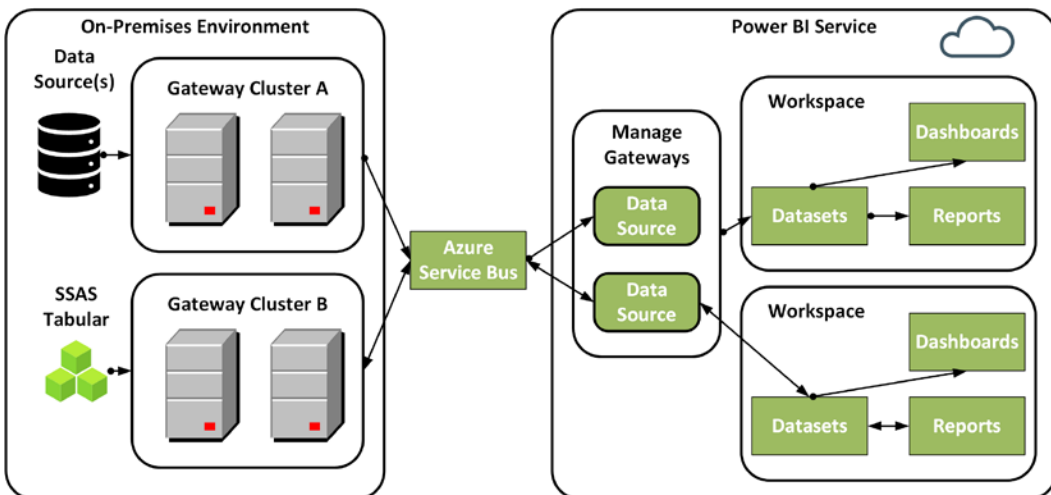 On-Premises Environment
Data
Source(s)
Gateway Cluster A
SSAS
Tabular
Gateway Cluster B
Azure
Service Bus
Power BI Service
Manage
Gateways
Data
Source
Data
Source
Workspace
Dashboards
Datasets
Reports
Workspace
Dashboards
Datasets
Reports